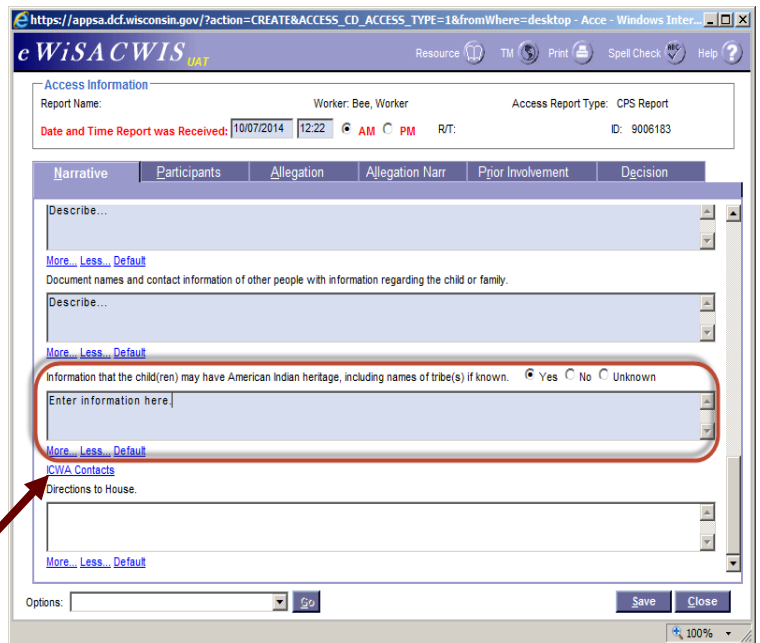 https://appsa.dcf.wisconsin.gov/?action=CREATE&ACCESS_CD_ACCESS_TYPE=1&fromWhere=desktop - Acce - Windows Inter...
eWiSACWIS UAT Resource TM Print Spell Check ABC Help ?
Access Information
Report Name: Worker: Bee, Worker Access Report Type: CPS Report
Date and Time Report was Received: 10/07/2014 12:22 AM PM R/T: ID: 9006183
Narrative Participants Allegation Allegation Narr Prior Involvement Decision
Describe...
More... Less... Default
Document names and contact information of other people with information regarding the child or family.
Describe...
More... Less... Default
Information that the child(ren) may have American Indian heritage, including names of tribe(s) if known. Yes No Unknown
Enter information here.
More... Less... Default
ICWA Contacts
Directions to House.
More... Less... Default
Options: Go Save Close
100%